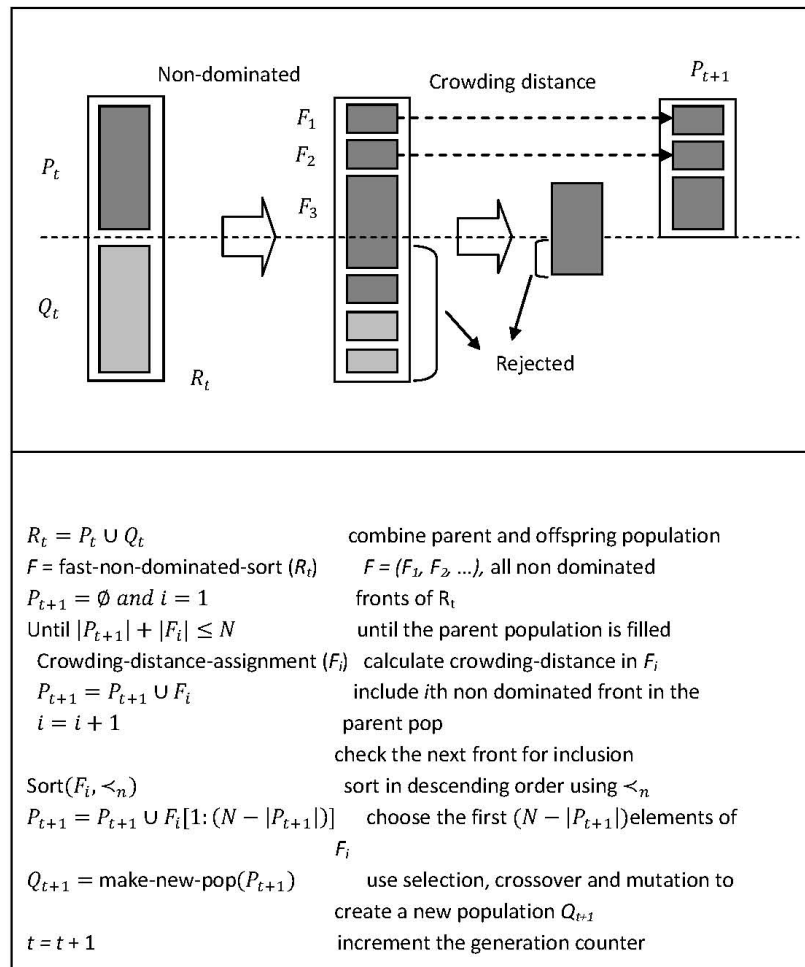 Non-dominated
Crowding distance
P_{t+1}
F_1
F_2
P_t
F_3
Q_t
Rejected
R_t
R_t = P_t ∪ Q_t combine parent and offspring population
F = fast-non-dominated-sort (R_t) F = (F_1, F_2, ...), all non dominated
P_{t+1} = ∅ and i = 1 fronts of R_t
Until |P_{t+1}| + |F_i| ≤ N until the parent population is filled
Crowding-distance-assignment (F_i) calculate crowding-distance in F_i
P_{t+1} = P_{t+1} ∪ F_i include ith non dominated front in the
i = i + 1 parent pop
check the next front for inclusion
Sort(F_i, ≺_n) sort in descending order using ≺_n
P_{t+1} = P_{t+1} ∪ F_i[1: (N − |P_{t+1}|)] choose the first (N − |P_{t+1}|)elements of
F_i
Q_{t+1} = make-new-pop(P_{t+1}) use selection, crossover and mutation to
create a new population Q_{t+1}
t = t + 1 increment the generation counter